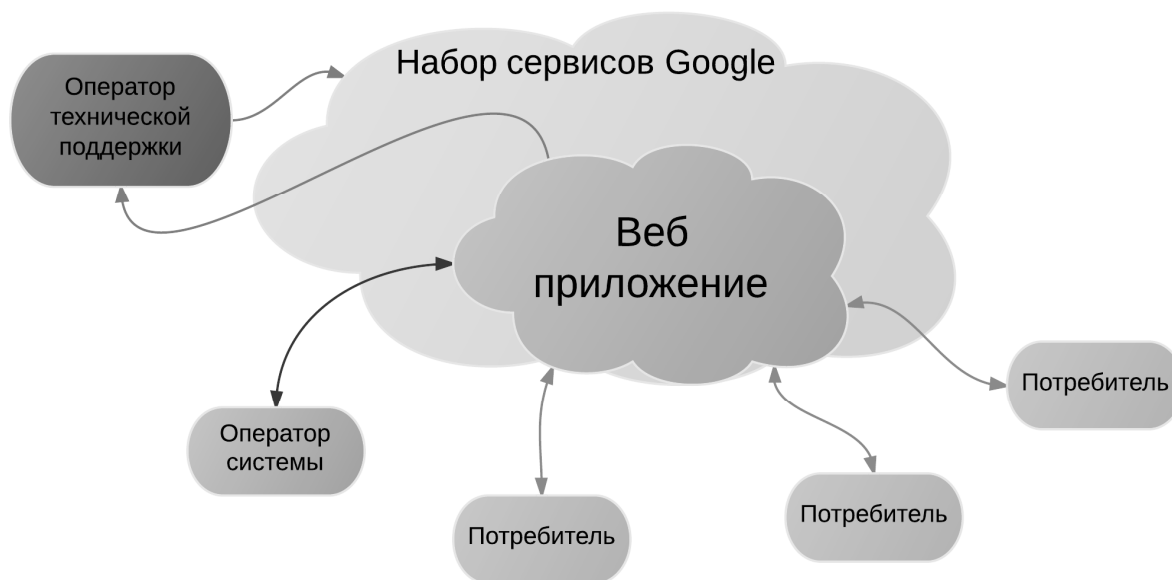 Набор сервисов Google
Оператор
технической
поддержки
Веб
приложение
Потребитель
Оператор
системы
Потребитель
Потребитель